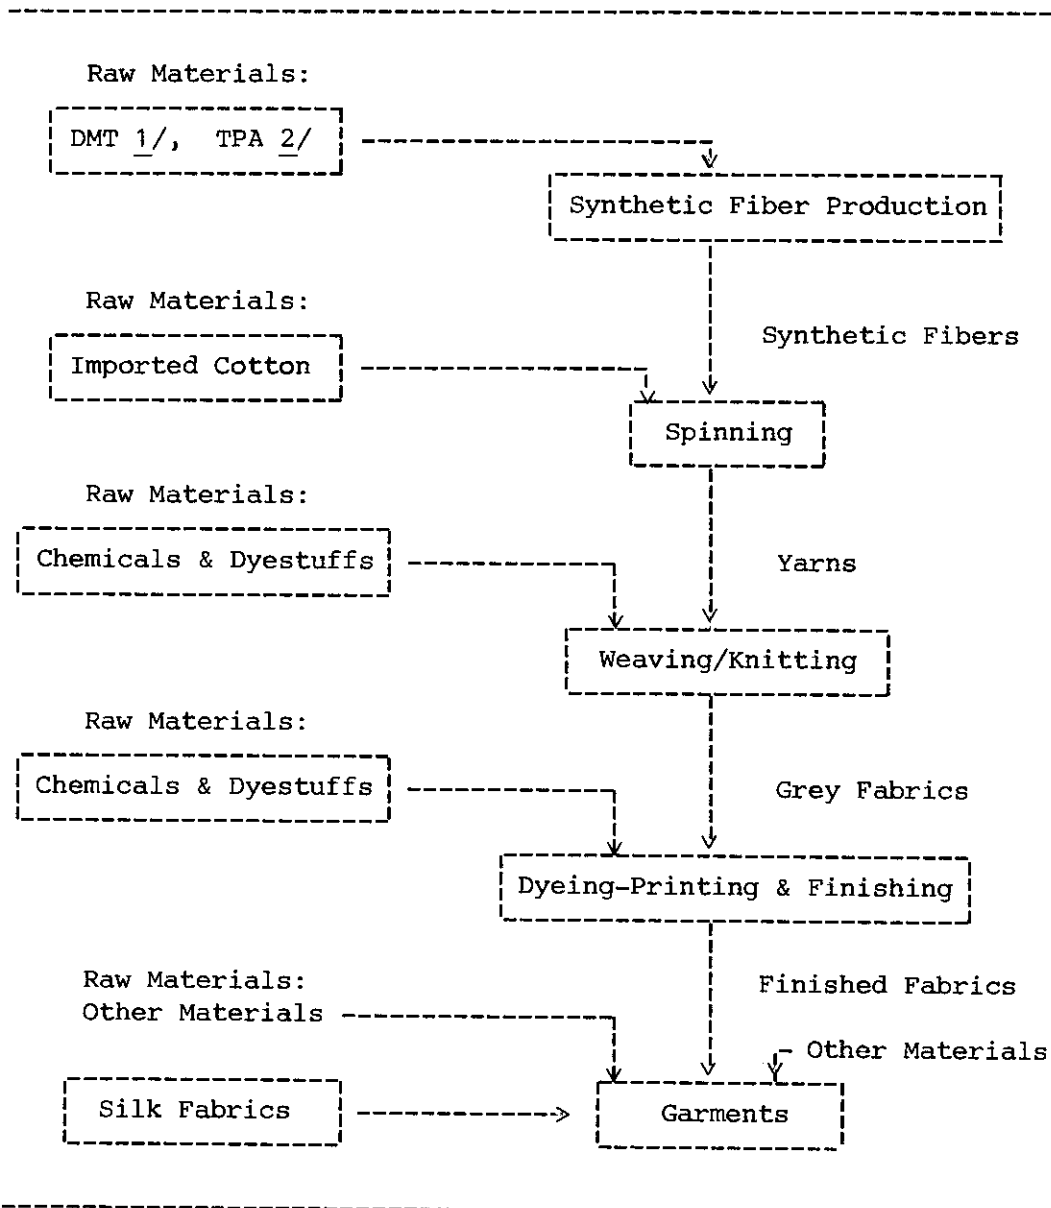 Raw Materials:
DMT 1/, TPA 2/
Synthetic Fiber Production
Raw Materials:
Synthetic Fibers
Imported Cotton
Spinning
Raw Materials:
Chemicals & Dyestuffs
Yarns
Weaving/Knitting
Raw Materials:
Chemicals & Dyestuffs
Grey Fabrics
Dyeing-Printing & Finishing
Raw Materials:
Finished Fabrics
Other Materials
Other Materials
Silk Fabrics
Garments